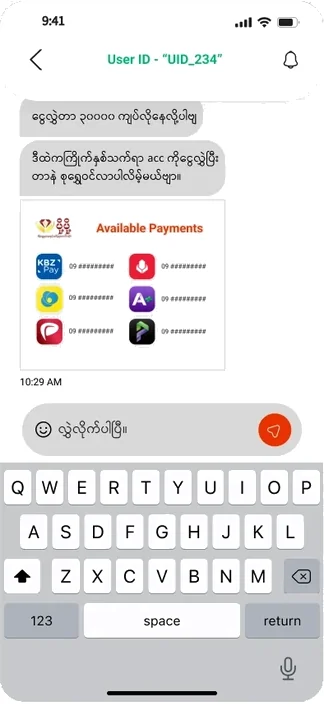 9:41
User ID - “UID_234”
ငွေလွှဲတာ ၃၀၀၀၀ ကျပ်လိုနေလို့ပါဗျ
ဒီထဲကကြိုက်နှစ်သက်ရာ acc ကိုငွေလွှဲပြီး
တာနဲ့ စုရွှေဝင်လာပါလိမ့်မယ်ဗျာ။
Available Payments
KBZ Pay 09 ######### 09 #########
09 ######### A+ 09 #########
09 ######### 09 #########
10:29 AM
လွှဲလိုက်ပါပြီ။
Q W E R T Y U I O P
A S D F G H J K L
Z X C V B N M
123 space return